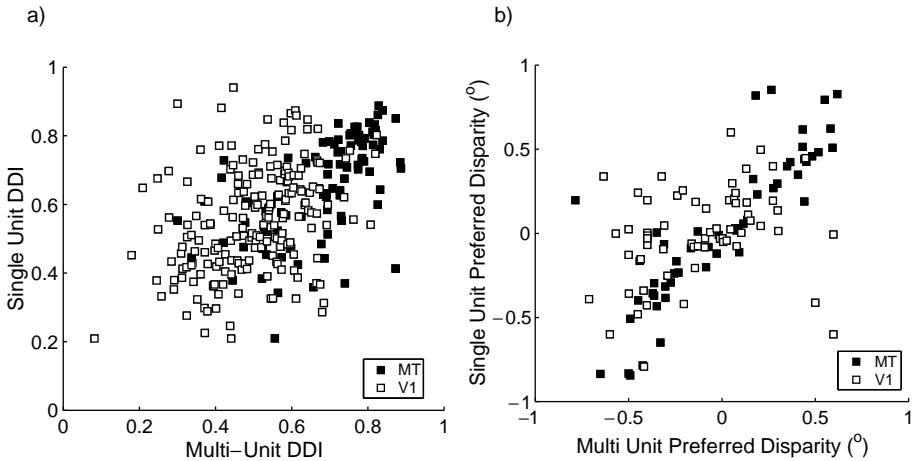 a)
1
0.8
0.6
0.4
0.2
0
0 0.2 0.4 0.6 0.8 1
Single Unit DDI
Multi−Unit DDI
MT
V1
b)
1
0.5
0
−0.5
−1
−1 −0.5 0 0.5 1
Single Unit Preferred Disparity (°)
Multi Unit Preferred Disparity (°)
MT
V1